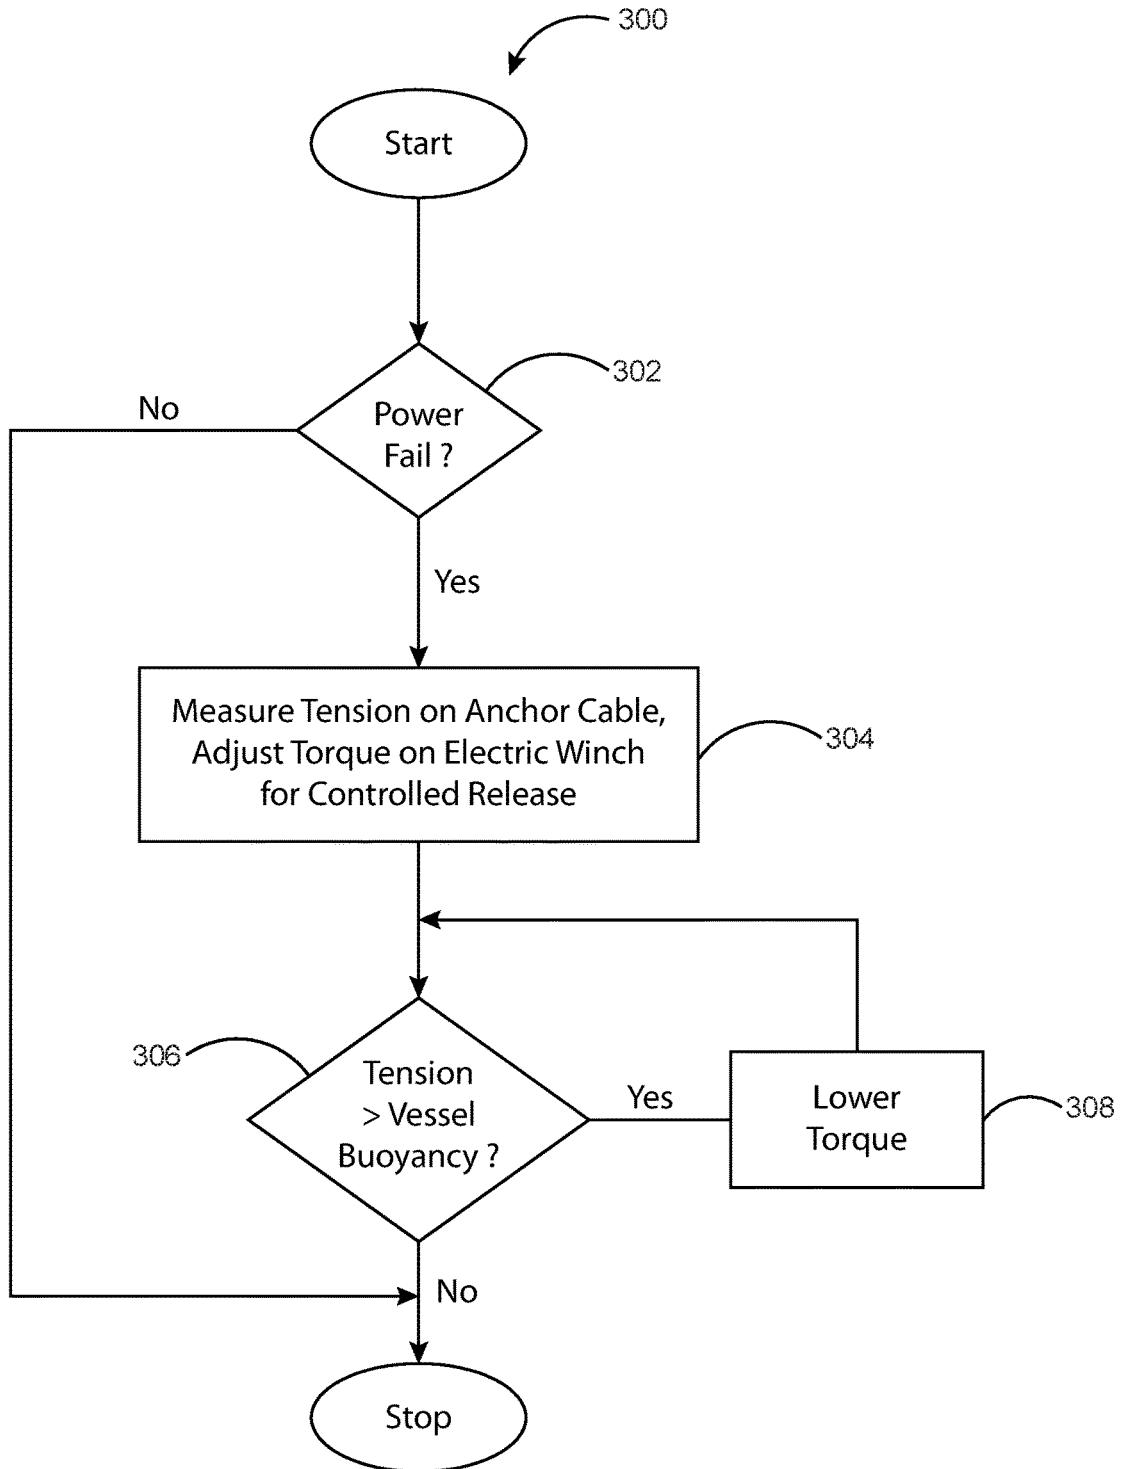 300
Start
302
No
Power
Fail ?
Yes
Measure Tension on Anchor Cable,
Adjust Torque on Electric Winch
for Controlled Release
304
306
Tension
> Vessel
Buoyancy ?
Yes
Lower
Torque
308
No
Stop